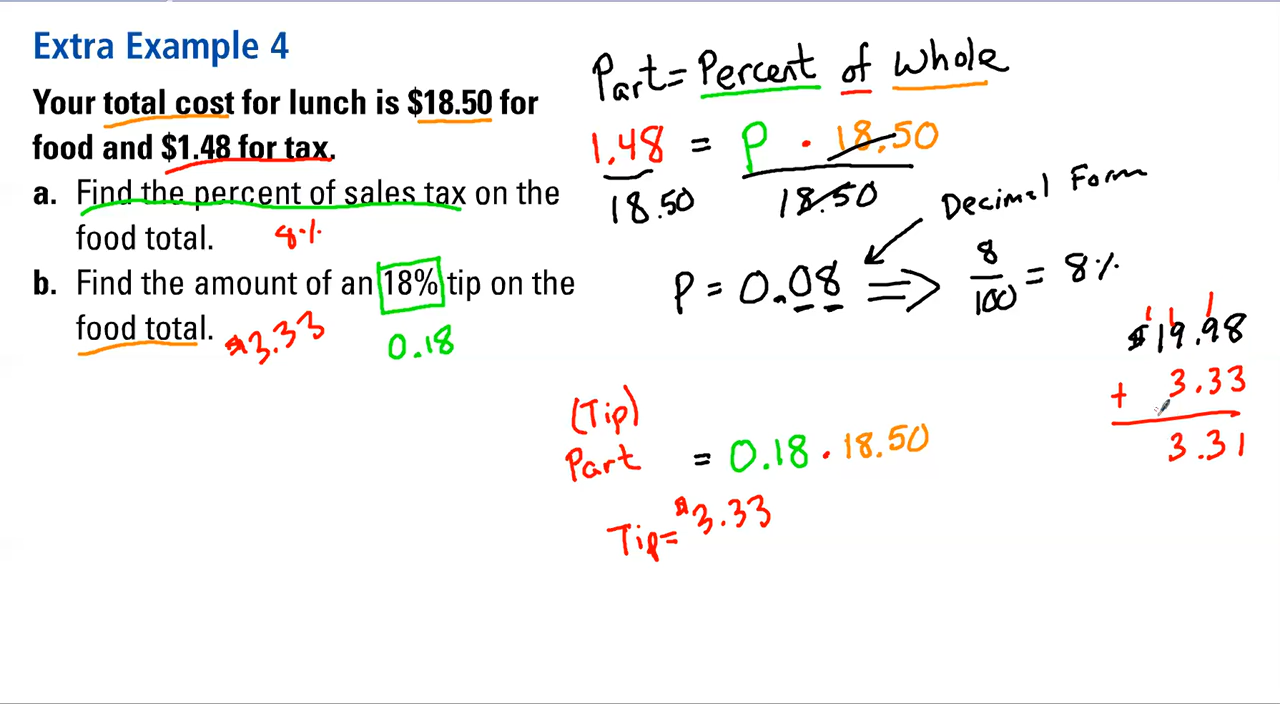 Extra Example 4
Your total cost for lunch is $18.50 for
food and $1.48 for tax.
a. Find the percent of sales tax on the
food total. 8%
b. Find the amount of an 18% tip on the
food total. $3.33 0.18
Part = Percent of Whole
1.48 = P · 18.50
18.50 18.50
Decimal Form
P = 0.08 ⇒ 8/100 = 8%
(Tip)
Part = 0.18 · 18.50
Tip = $3.33
1 1 1
$19.98
+ 3.33
3.31